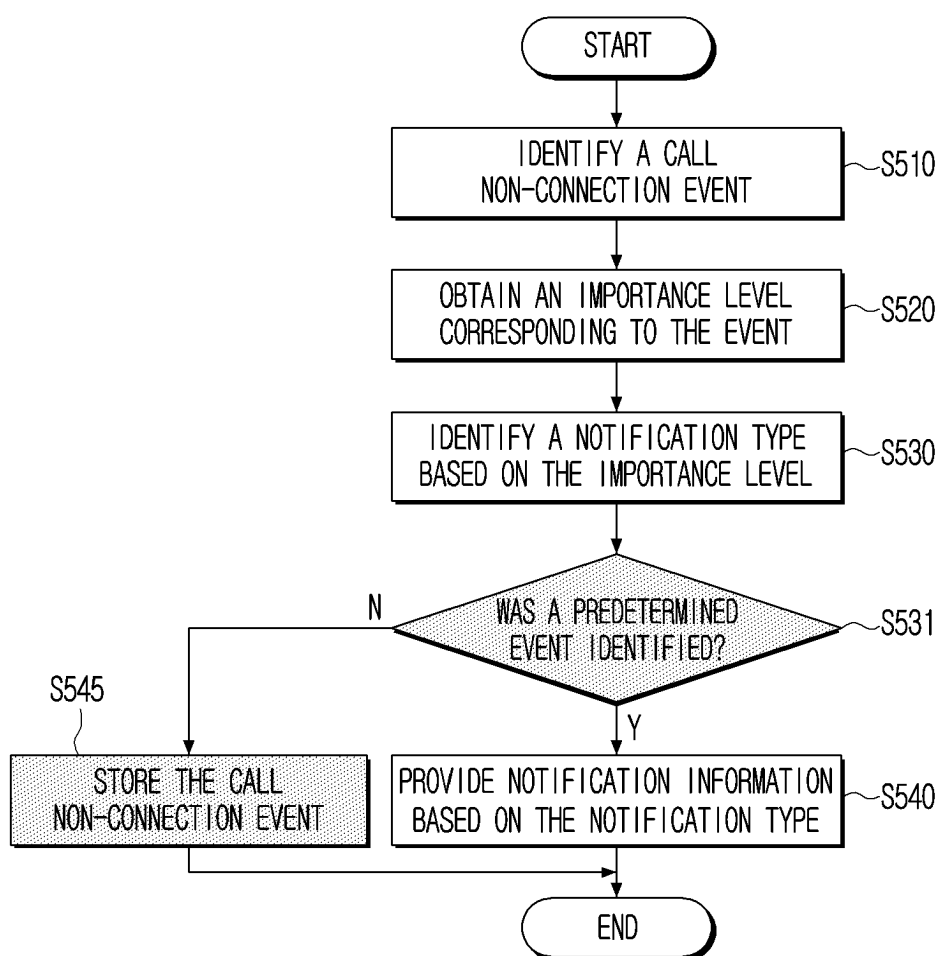 START
IDENTIFY A CALL
NON-CONNECTION EVENT
S510
OBTAIN AN IMPORTANCE LEVEL
CORRESPONDING TO THE EVENT
S520
IDENTIFY A NOTIFICATION TYPE
BASED ON THE IMPORTANCE LEVEL
S530
WAS A PREDETERMINED
EVENT IDENTIFIED?
S531
N
Y
S545
STORE THE CALL
NON-CONNECTION EVENT
PROVIDE NOTIFICATION INFORMATION
BASED ON THE NOTIFICATION TYPE
S540
END